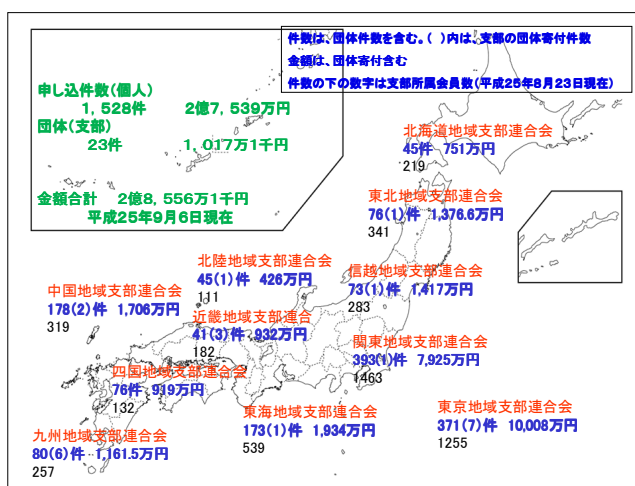 件数は、団体件数を含む。( )内は、支部の団体寄付件数
金額は、団体寄付含む
件数の下の数字は支部所属会員数(平成25年8月23日現在)
申し込件数(個人)
1,528件 2億7,539万円
団体(支部)
23件 1,017万1千円
金額合計 2億8,556万1千円
平成25年9月6日現在
北海道地域支部連合会
45件 751万円
219
東北地域支部連合会
76(1)件 1,376.6万円
341
北陸地域支部連合会
45(1)件 426万円
111
信越地域支部連合会
73(1)件 1,417万円
283
中国地域支部連合会
178(2)件 1,706万円
319
近畿地域支部連合
41(3)件 932万円
182
関東地域支部連合会
393(1)件 7,925万円
1463
四国地域支部連合会
76件 919万円
132
東海地域支部連合会
173(1)件 1,934万円
539
東京地域支部連合会
371(7)件 10,008万円
1255
九州地域支部連合会
80(6)件 1,161.5万円
257